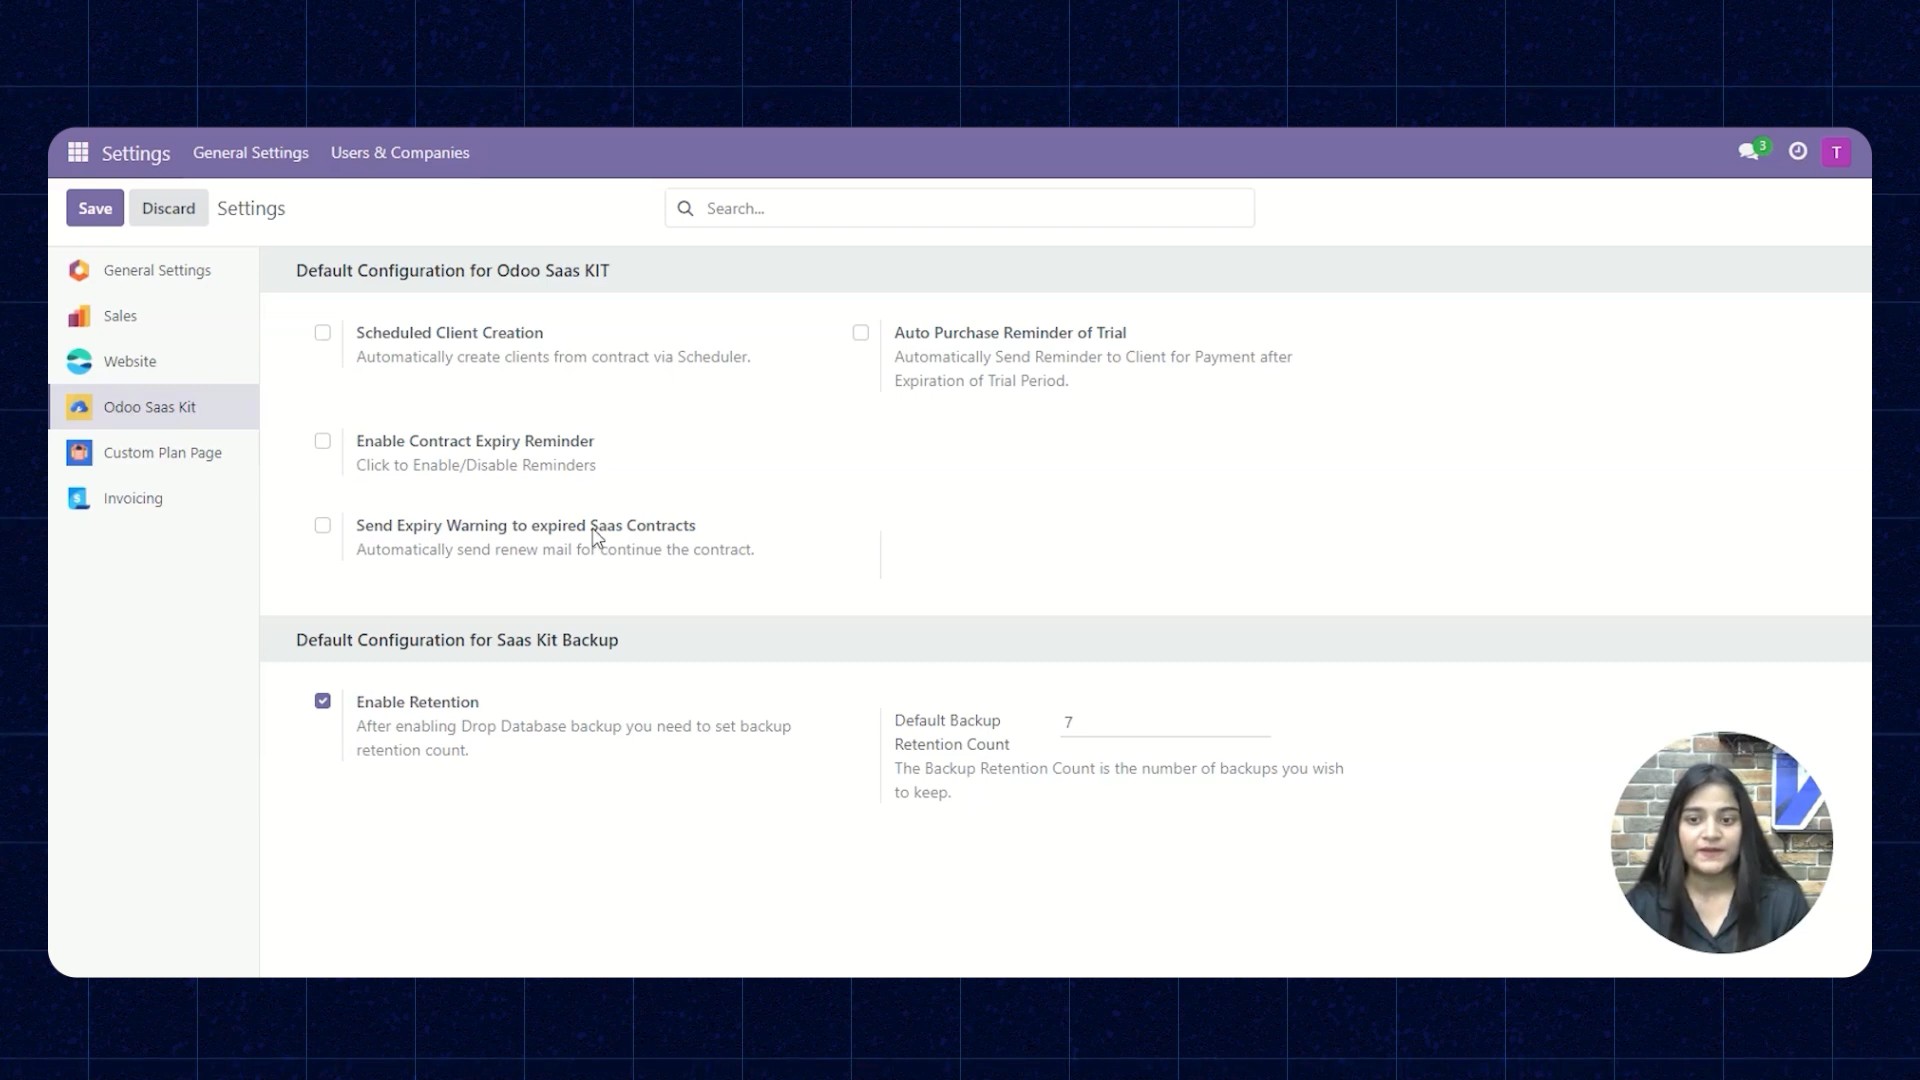 Settings General Settings Users & Companies 3 T
Save Discard Settings Search...
General Settings
Sales
Website
Odoo Saas Kit
Custom Plan Page
Invoicing
Default Configuration for Odoo Saas KIT
Scheduled Client Creation
Automatically create clients from contract via Scheduler.
Auto Purchase Reminder of Trial
Automatically Send Reminder to Client for Payment after
Expiration of Trial Period.
Enable Contract Expiry Reminder
Click to Enable/Disable Reminders
Send Expiry Warning to expired Saas Contracts
Automatically send renew mail for continue the contract.
Default Configuration for Saas Kit Backup
Enable Retention
After enabling Drop Database backup you need to set backup
retention count.
Default Backup 7
Retention Count
The Backup Retention Count is the number of backups you wish
to keep.